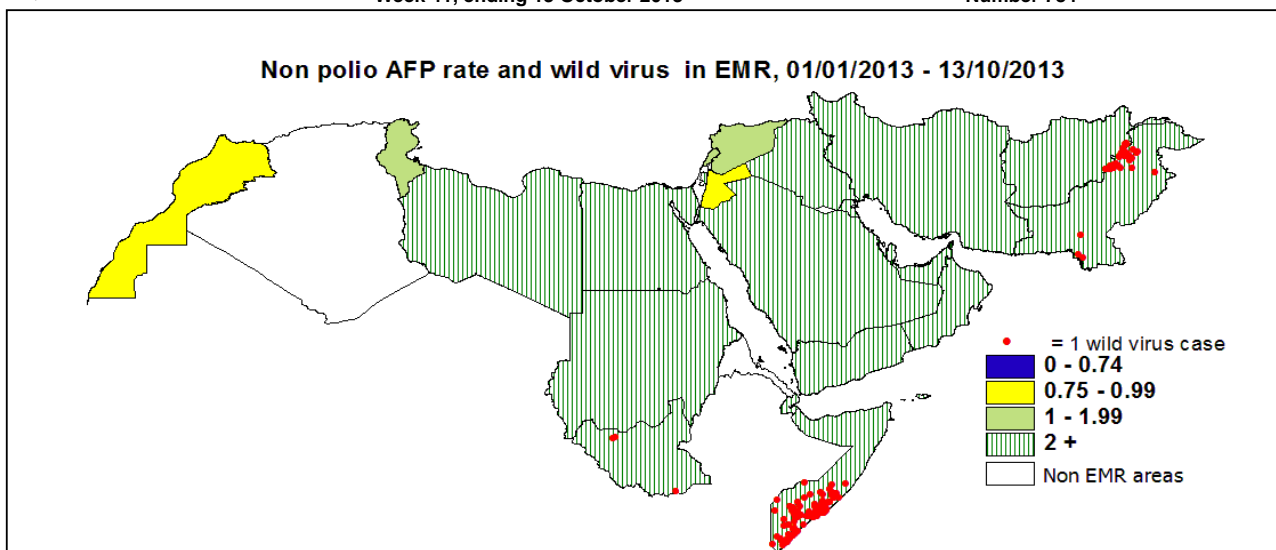 Non polio AFP rate and wild virus in EMR, 01/01/2013 - 13/10/2013
= 1 wild virus case
0 - 0.74
0.75 - 0.99
1 - 1.99
2 +
Non EMR areas